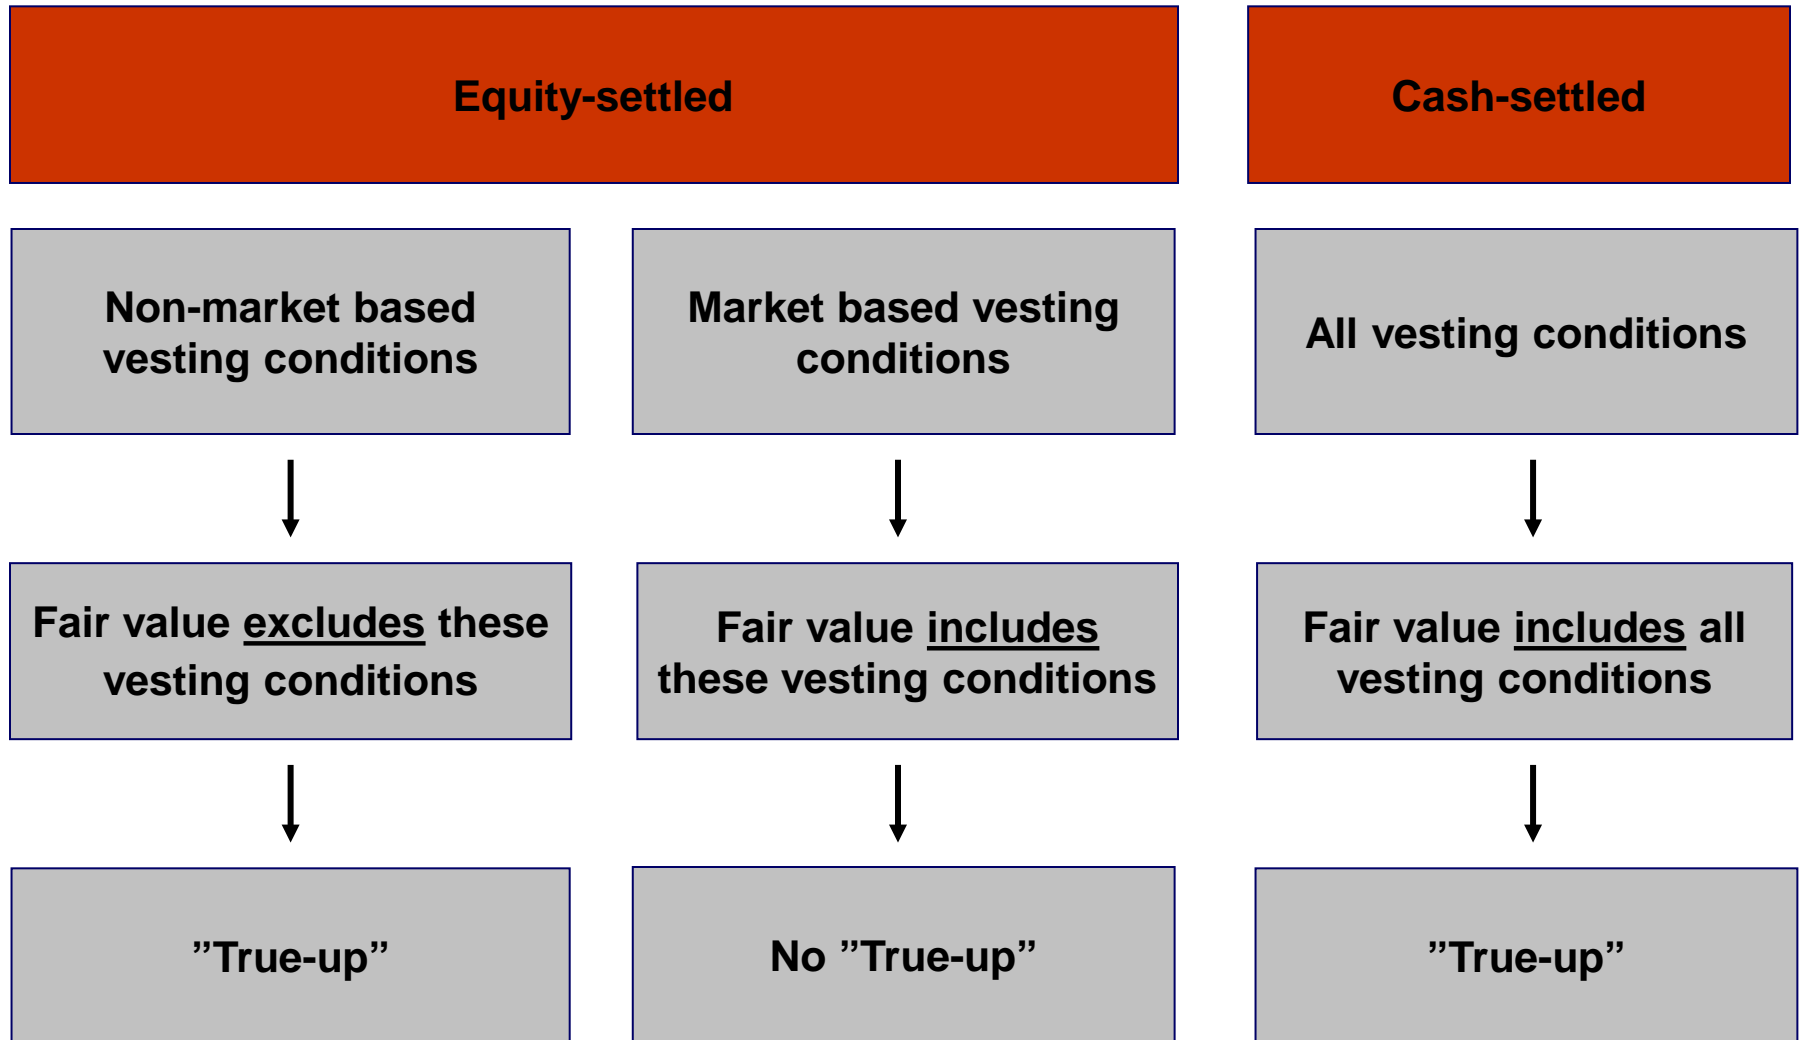 Equity-settled
Cash-settled
Non-market based
vesting conditions
Market based vesting
conditions
All vesting conditions
Fair value excludes these
vesting conditions
Fair value includes
these vesting conditions
Fair value includes all
vesting conditions
”True-up”
No ”True-up”
”True-up”